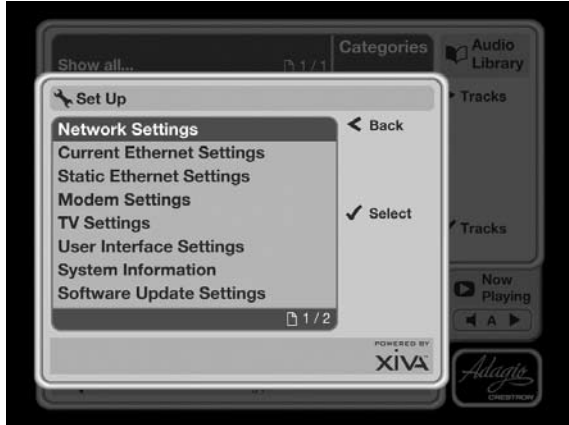 Show all...
1/1
Categories
Audio
Library
Tracks
Set Up
Network Settings
Current Ethernet Settings
Static Ethernet Settings
Modem Settings
TV Settings
User Interface Settings
System Information
Software Update Settings
1/2
Back
Select
Tracks
Now
Playing
A
POWERED BY
XiVA
Adagio
CRESTRON